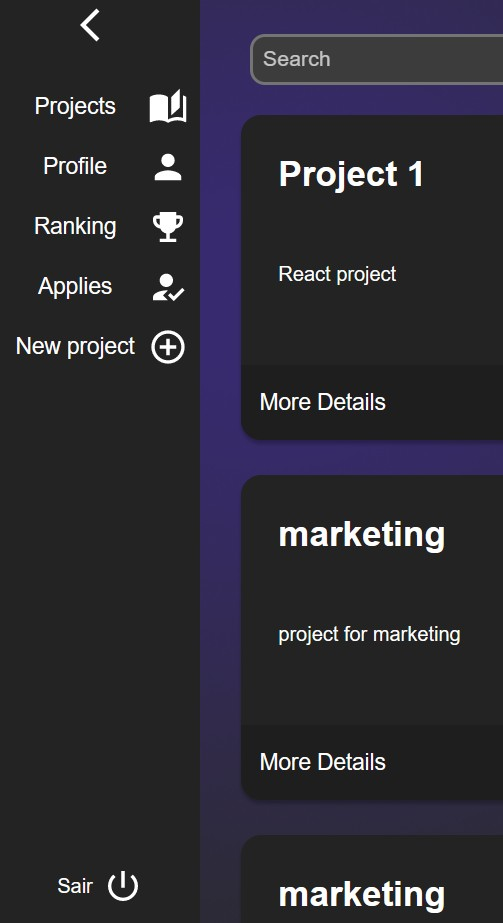 Projects
Profile
Ranking
Applies
New project
Sair
Search
Project 1
React project
More Details
marketing
project for marketing
More Details
marketing